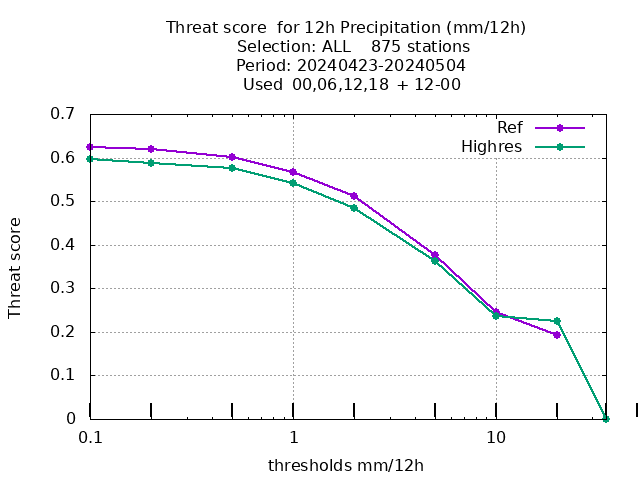 Threat score  for 12h Precipitation (mm/12h)
Selection: ALL    875 stations
Period: 20240423-20240504
Used  00,06,12,18  + 12-00
Ref
Highres
0.7
0.6
0.5
0.4
0.3
0.2
0.1
0
Threat score
0.1
1
10
thresholds mm/12h